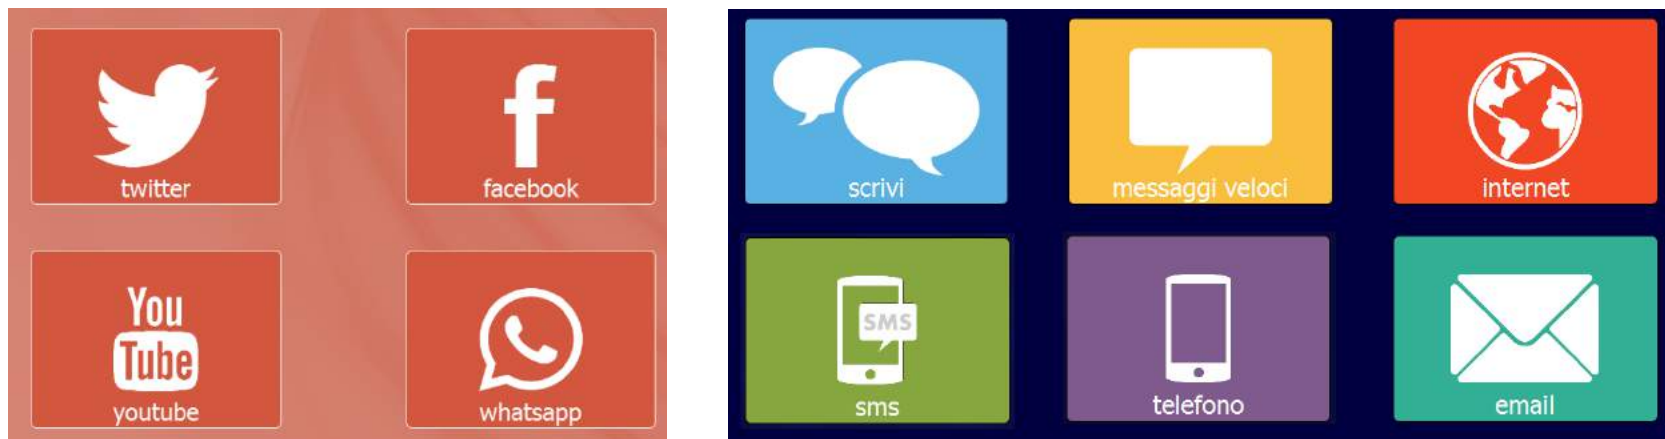 twitter
facebook
You
Tube
youtube
whatsapp
scrivi
messaggi veloci
internet
SMS
sms
telefono
email